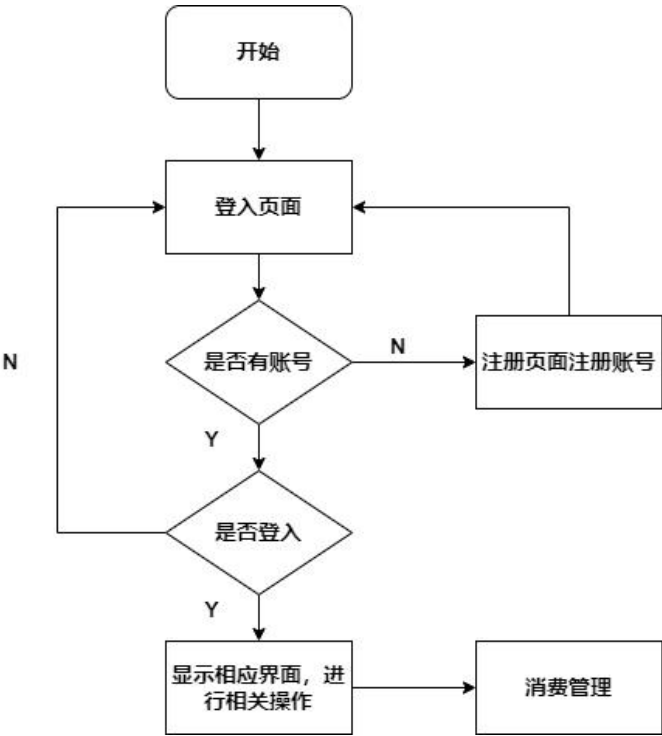 开始
登入页面
是否有账号
N
注册页面注册账号
N
Y
是否登入
Y
显示相应界面，进
行相关操作
消费管理